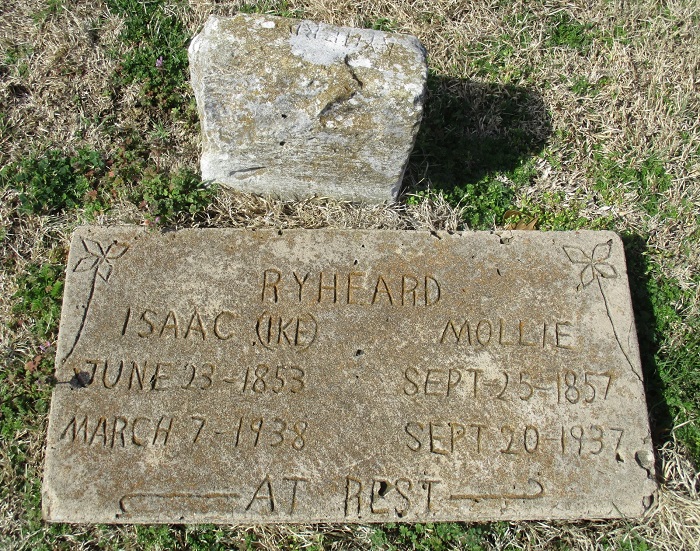 RYHEARD
ISAAC (IKE) MOLLIE
JUNE 23-1853 SEPT 25-1857
MARCH 7-1938 SEPT 20-1937
AT REST